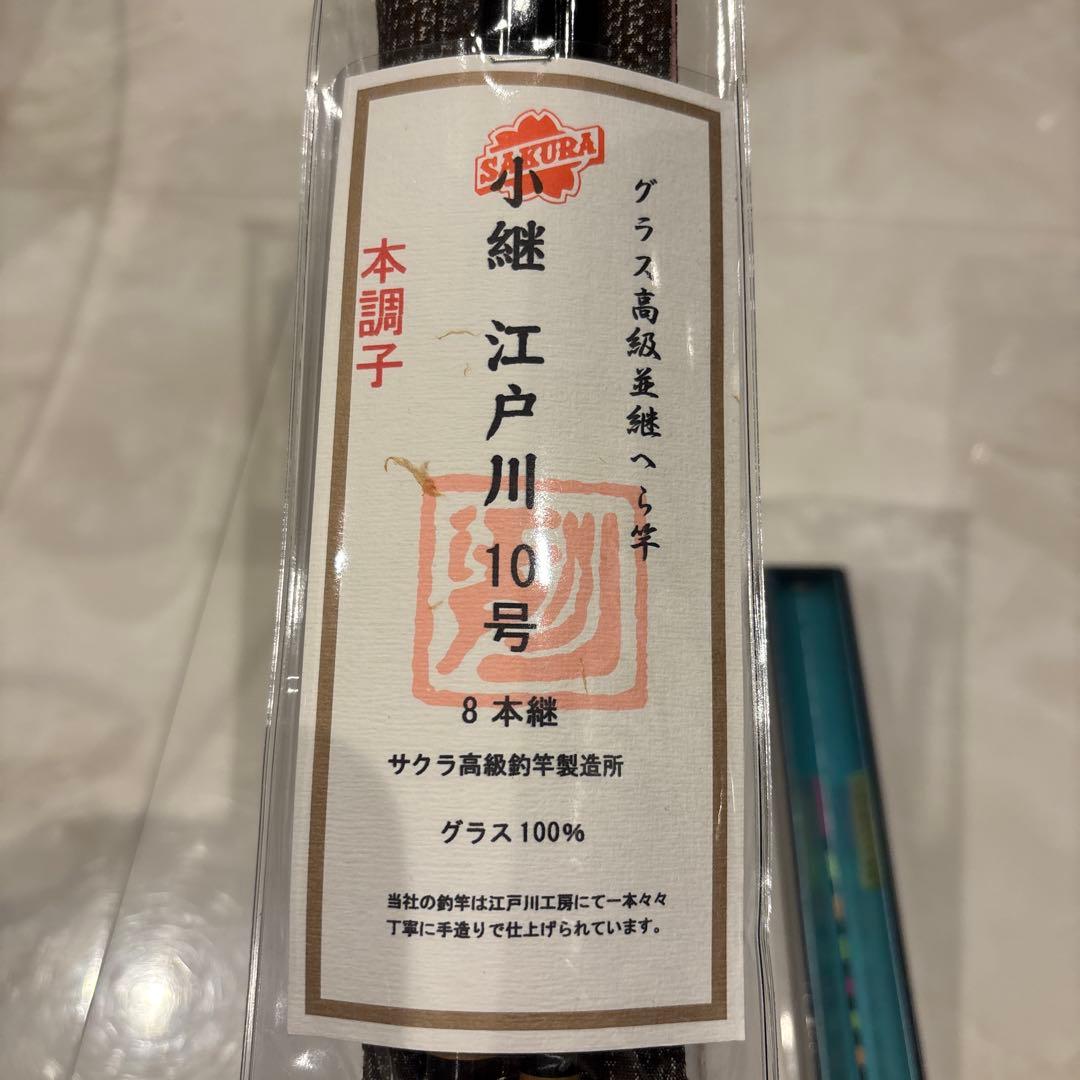 SAKURA
グラス高級並継へら竿
小継 江戸川 10号
本調子
8本継
サクラ高級釣竿製造所
グラス100%
当社の釣竿は江戸川工房にて一本々々
丁寧に手造りで仕上げられています。